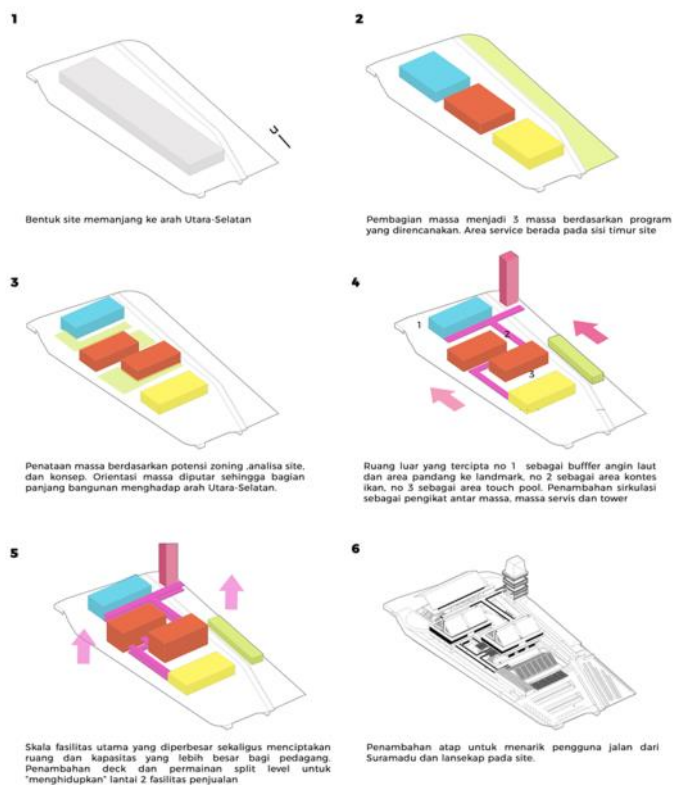 1
2
U
Bentuk site memanjang ke arah Utara-Selatan
Pembagian massa menjadi 3 massa berdasarkan program
yang direncanakan. Area service berada pada sisi timur site
3
4
1
2
3
Penataan massa berdasarkan potensi zoning ,analisa site,
dan konsep. Orientasi massa diputar sehingga bagian
panjang bangunan menghadap arah Utara-Selatan.
Ruang luar yang tercipta no 1 sebagai bufffer angin laut
dan area pandang ke landmark, no 2 sebagai area kontes
ikan, no 3 sebagai area touch pool. Penambahan sirkulasi
sebagai pengikat antar massa, massa servis dan tower
5
6
Skala fasilitas utama yang diperbesar sekaligus menciptakan
ruang dan kapasitas yang lebih besar bagi pedagang.
Penambahan deck dan permainan split level untuk
"menghidupkan" lantai 2 fasilitas penjualan
Penambahan atap untuk menarik pengguna jalan dari
Suramadu dan lansekap pada site.